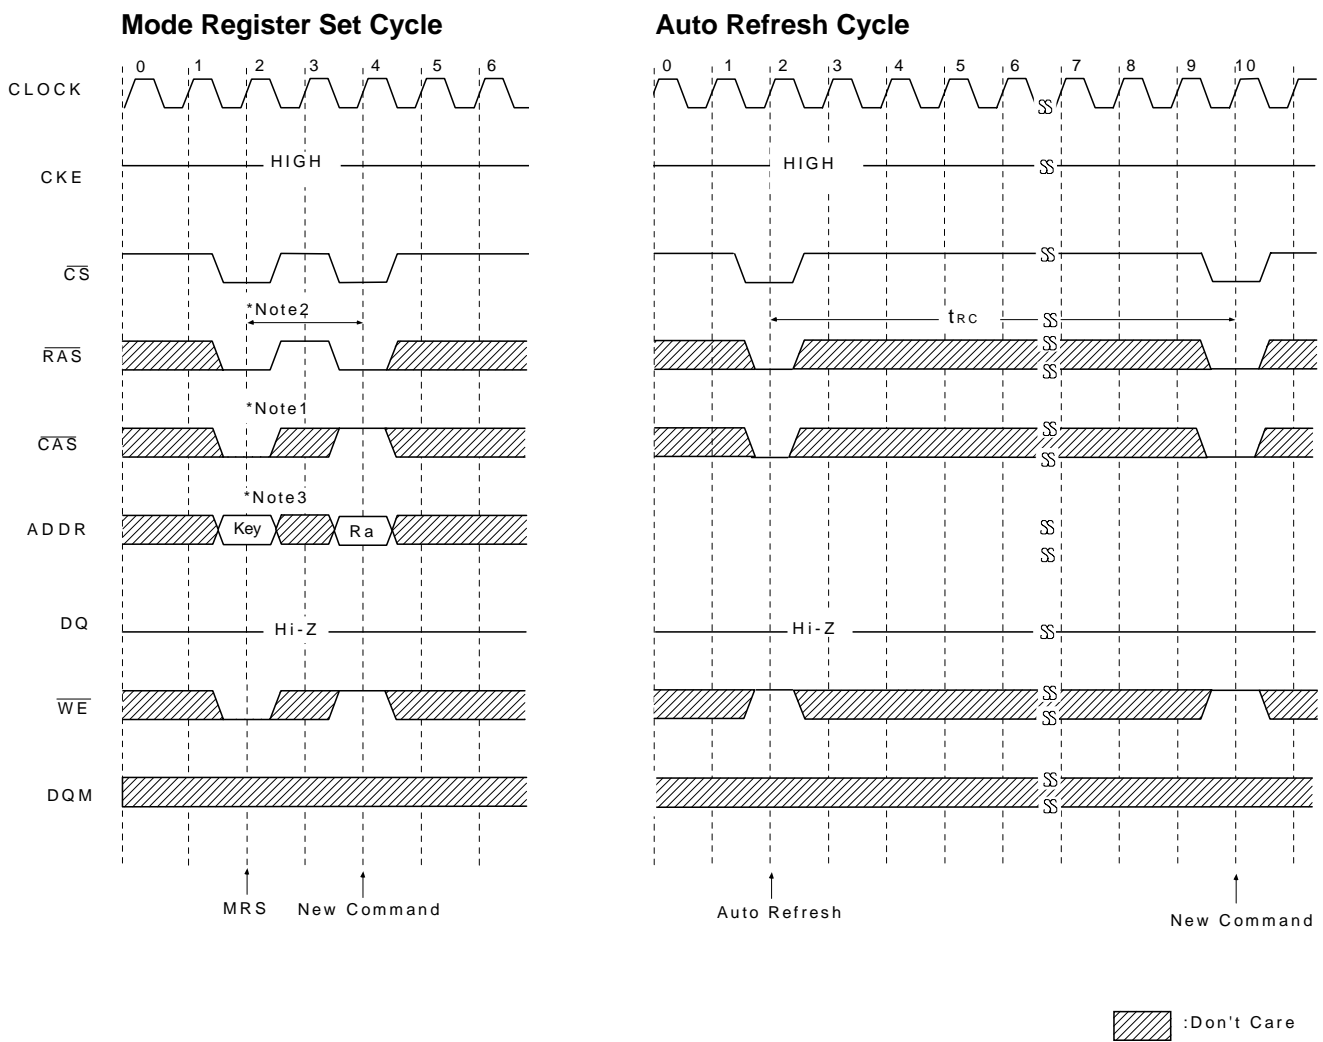 Mode Register Set Cycle
Auto Refresh Cycle
0 1 2 3 4 5 6
0 1 2 3 4 5 6 7 8 9 10
CLOCK
HIGH
HIGH
CKE
CS
*Note2
tRC
RAS
*Note1
CAS
*Note3
ADDR
Key
Ra
DQ
Hi-Z
Hi-Z
WE
DQM
MRS
New Command
Auto Refresh
New Command
:Don't Care